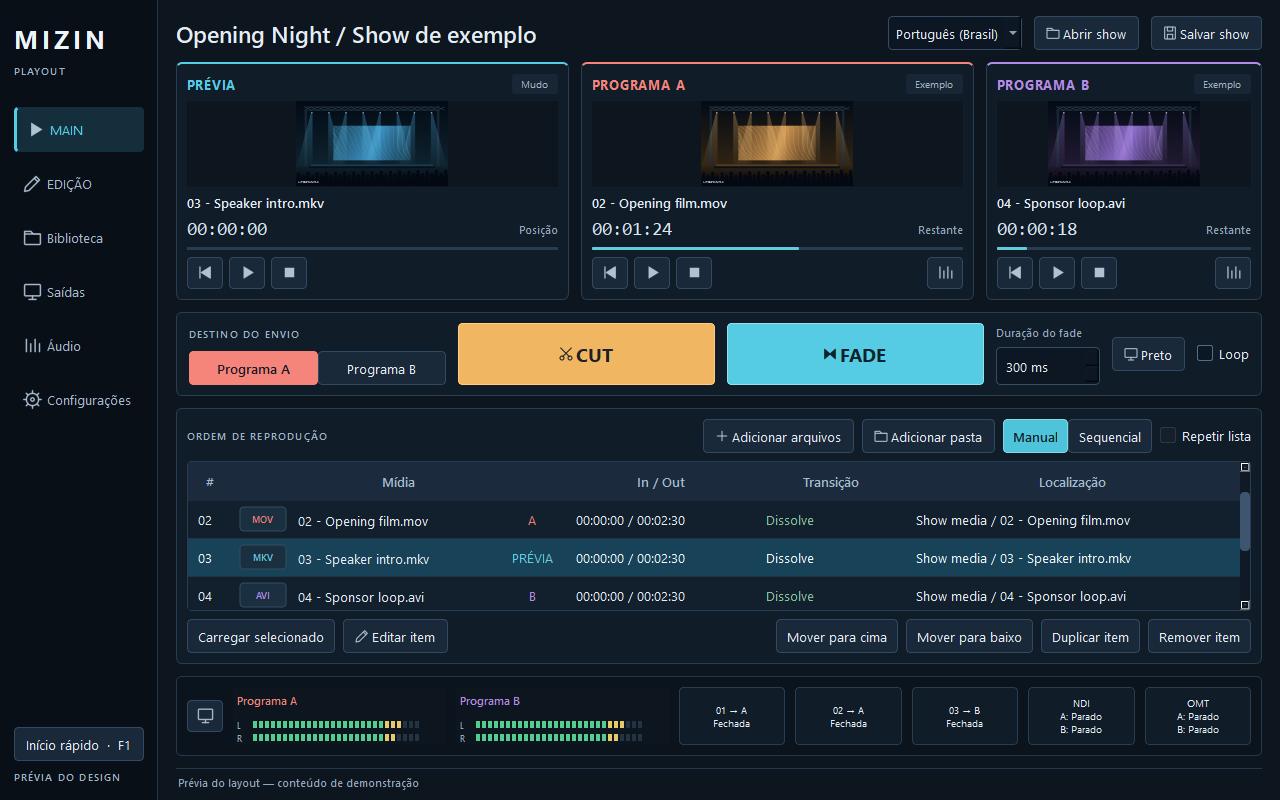 MIZIN
PLAYOUT
MAIN
EDIÇÃO
Biblioteca
Saídas
Áudio
Configurações
Início rápido · F1
PRÉVIA DO DESIGN
Opening Night / Show de exemplo
Português (Brasil)
Abrir show
Salvar show
PRÉVIA
Mudo
03 - Speaker intro.mkv
00:00:00
Posição
PROGRAMA A
Exemplo
02 - Opening film.mov
00:01:24
Restante
PROGRAMA B
Exemplo
04 - Sponsor loop.avi
00:00:18
Restante
DESTINO DO ENVIO
Programa A
Programa B
CUT
FADE
Duração do fade
300 ms
Preto
Loop
ORDEM DE REPRODUÇÃO
Adicionar arquivos
Adicionar pasta
Manual
Sequencial
Repetir lista
# Mídia In / Out Transição Localização
02 MOV 02 - Opening film.mov A 00:00:00 / 00:02:30 Dissolve Show media / 02 - Opening film.mov
03 MKV 03 - Speaker intro.mkv PRÉVIA 00:00:00 / 00:02:30 Dissolve Show media / 03 - Speaker intro.mkv
04 AVI 04 - Sponsor loop.avi B 00:00:00 / 00:02:30 Dissolve Show media / 04 - Sponsor loop.avi
Carregar selecionado
Editar item
Mover para cima
Mover para baixo
Duplicar item
Remover item
Programa A
L
R
Programa B
L
R
01 → A
Fechada
02 → A
Fechada
03 → B
Fechada
NDI
A: Parado
B: Parado
OMT
A: Parado
B: Parado
Prévia do layout — conteúdo de demonstração